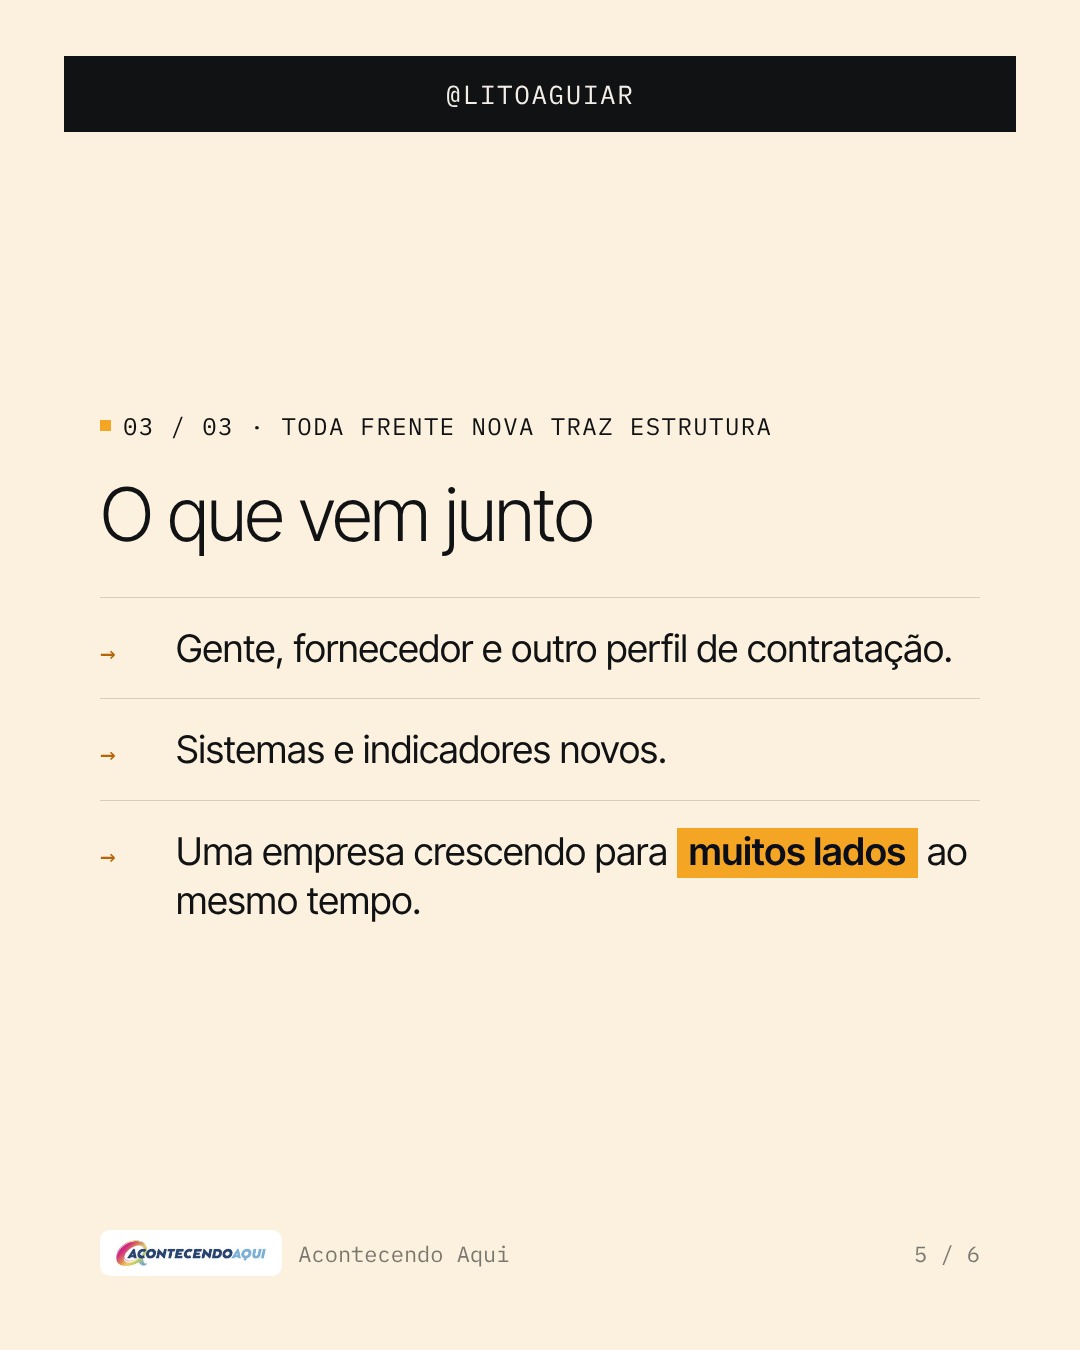 @LITOAGUIAR
03 / 03 · TODA FRENTE NOVA TRAZ ESTRUTURA
O que vem junto
→ Gente, fornecedor e outro perfil de contratação.
→ Sistemas e indicadores novos.
→ Uma empresa crescendo para muitos lados ao
mesmo tempo.
ACONTECENDOAQUI Acontecendo Aqui 5 / 6